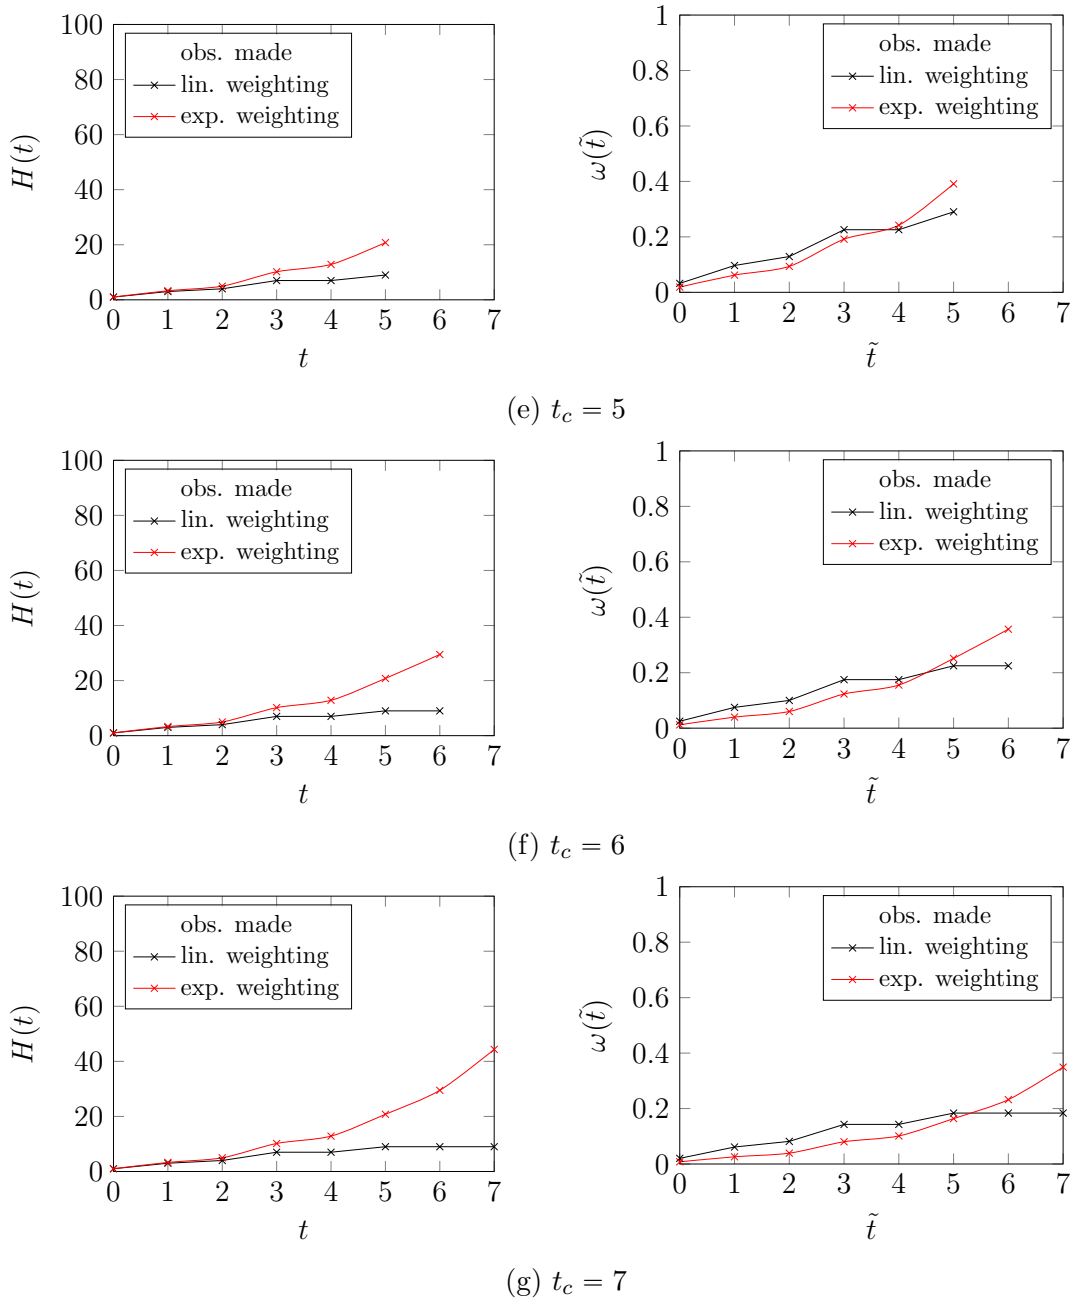 100
80
60
40
20
0
0 1 2 3 4 5 6 7
H(t)
t
obs. made
lin. weighting
exp. weighting
1
0.8
0.6
0.4
0.2
0
0 1 2 3 4 5 6 7
ω(t̃)
t̃
obs. made
lin. weighting
exp. weighting
(e) t_c = 5
100
80
60
40
20
0
0 1 2 3 4 5 6 7
H(t)
t
obs. made
lin. weighting
exp. weighting
1
0.8
0.6
0.4
0.2
0
0 1 2 3 4 5 6 7
ω(t̃)
t̃
obs. made
lin. weighting
exp. weighting
(f) t_c = 6
100
80
60
40
20
0
0 1 2 3 4 5 6 7
H(t)
t
obs. made
lin. weighting
exp. weighting
1
0.8
0.6
0.4
0.2
0
0 1 2 3 4 5 6 7
ω(t̃)
t̃
obs. made
lin. weighting
exp. weighting
(g) t_c = 7